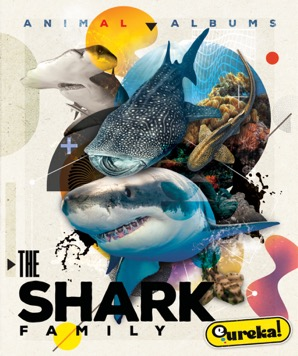 ANIMAL ALBUMS
THE
SHARK
FAMILY
eureka!